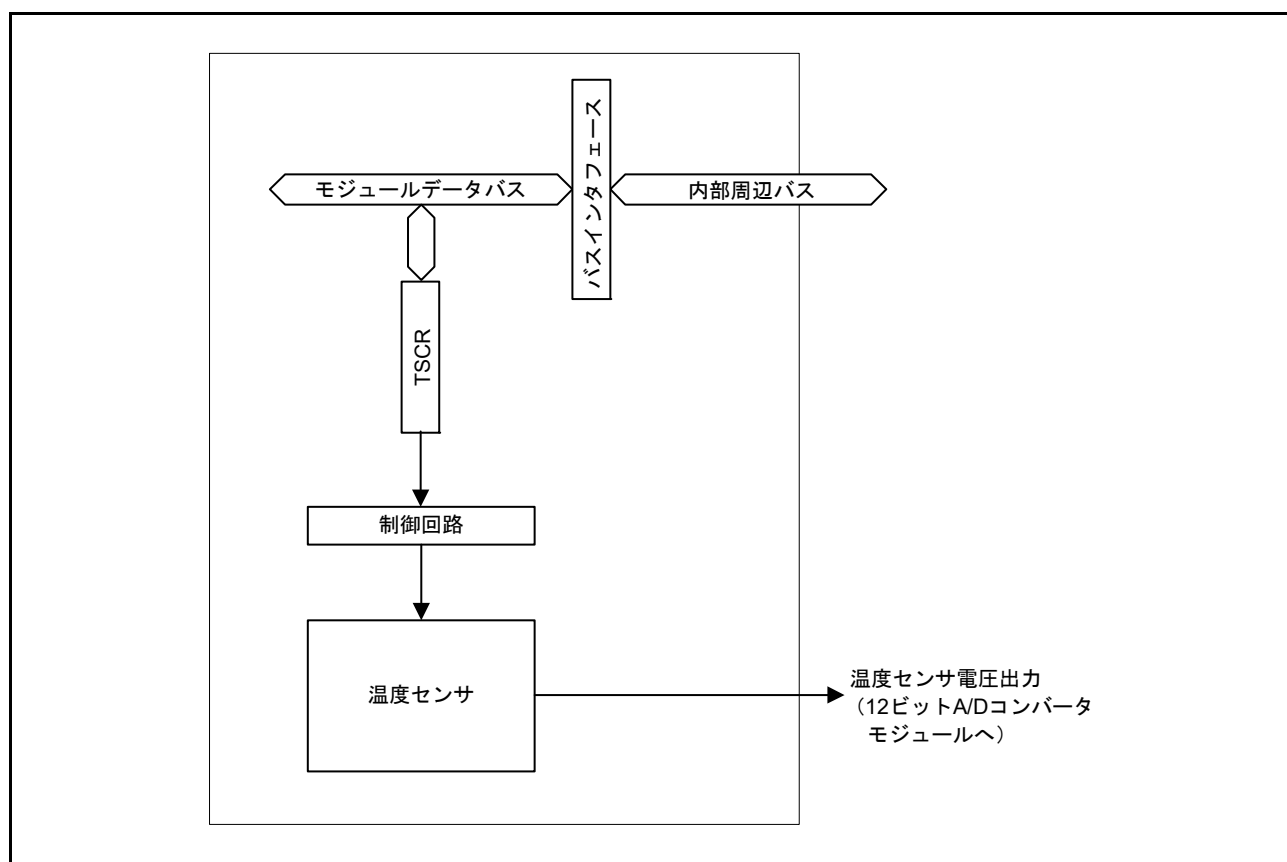 バスインタフェース
モジュールデータバス
内部周辺バス
TSCR
制御回路
温度センサ
温度センサ電圧出力
（12ビットA/Dコンバータ
モジュールへ）